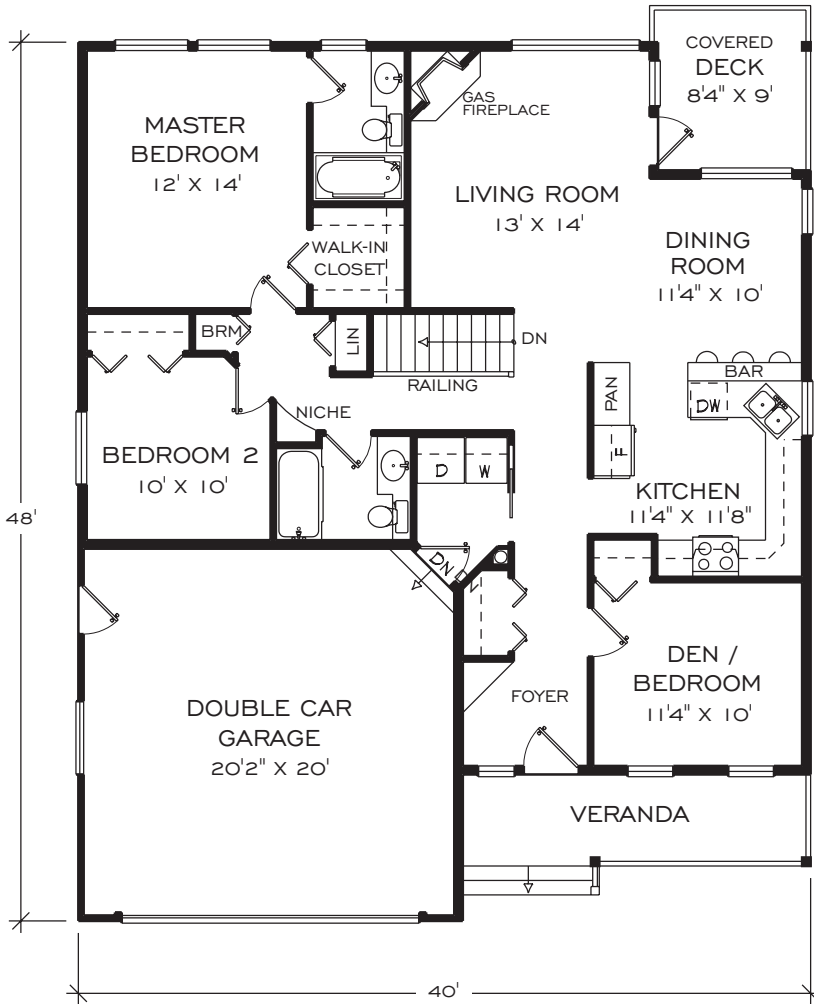 COVERED
DECK
8'4" X 9'
GAS
FIREPLACE
MASTER
BEDROOM
12' X 14'
LIVING ROOM
13' X 14'
WALK-IN
CLOSET
DINING
ROOM
11'4" X 10'
BRM
LIN
DN
RAILING
BAR
PAN
DW
NICHE
BEDROOM 2
10' X 10'
D
W
F
KITCHEN
11'4" X 11'8"
48'
DN
DEN /
BEDROOM
11'4" X 10'
FOYER
DOUBLE CAR
GARAGE
20'2" X 20'
VERANDA
40'